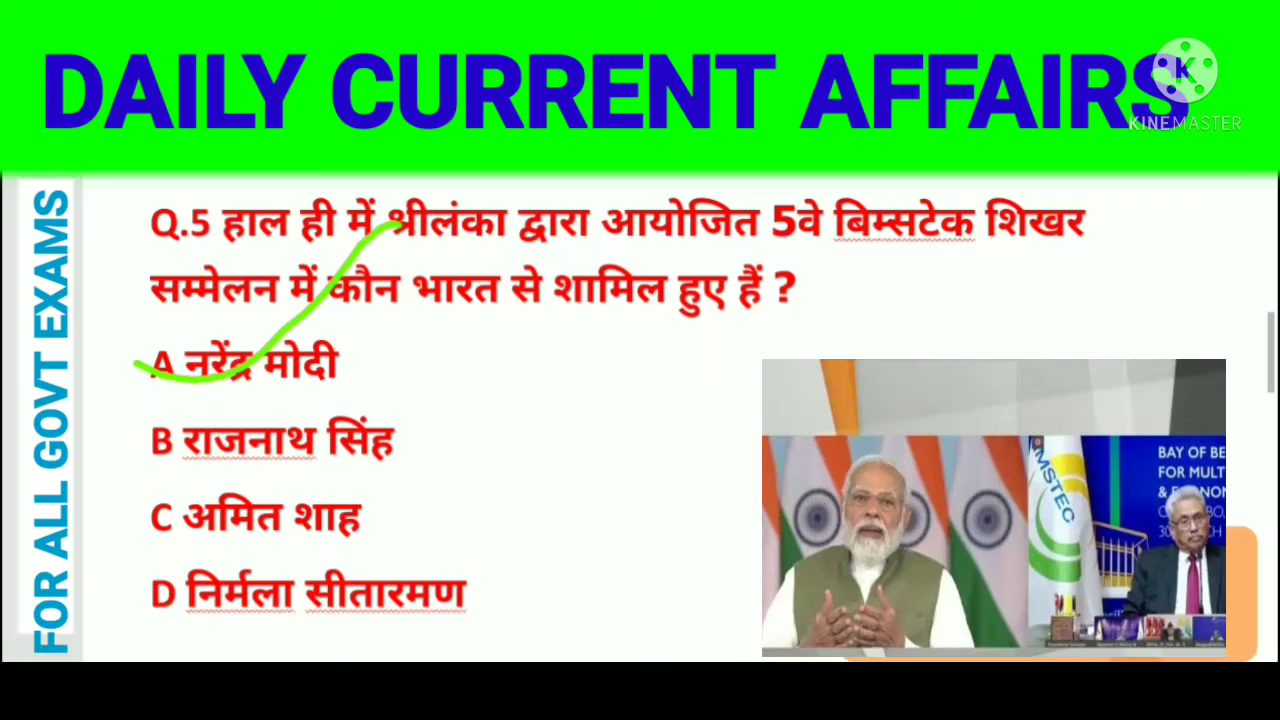 DAILY CURRENT AFFAIRS
K
KINEMASTER
FOR ALL GOVT EXAMS
Q.5 हाल ही में श्रीलंका द्वारा आयोजित 5वे बिम्सटेक शिखर
सम्मेलन में कौन भारत से शामिल हुए हैं ?
A नरेंद्र मोदी
B राजनाथ सिंह
C अमित शाह
D निर्मला सीतारमण
MSTEC
BAY OF BE
FOR MULT